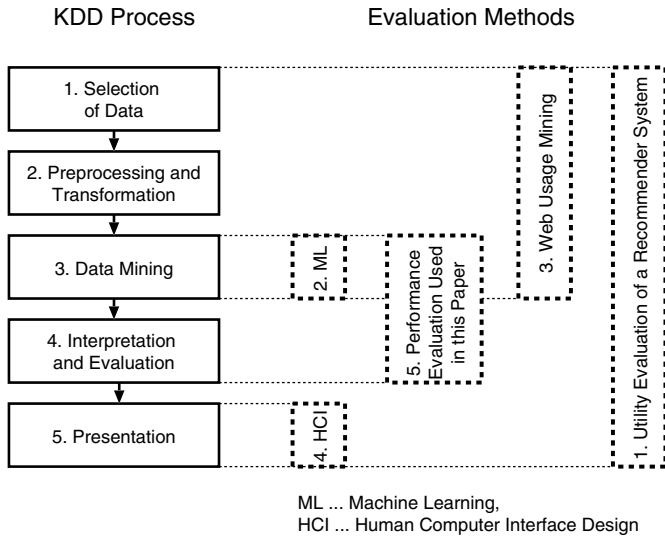 KDD Process
Evaluation Methods
1. Selection
of Data
2. Preprocessing and
Transformation
3. Data Mining
4. Interpretation
and Evaluation
5. Presentation
2. ML
4. HCI
5. Performance
Evaluation Used
in this Paper
3. Web Usage Mining
1. Utility Evaluation of a Recommender System
ML ... Machine Learning,
HCI ... Human Computer Interface Design